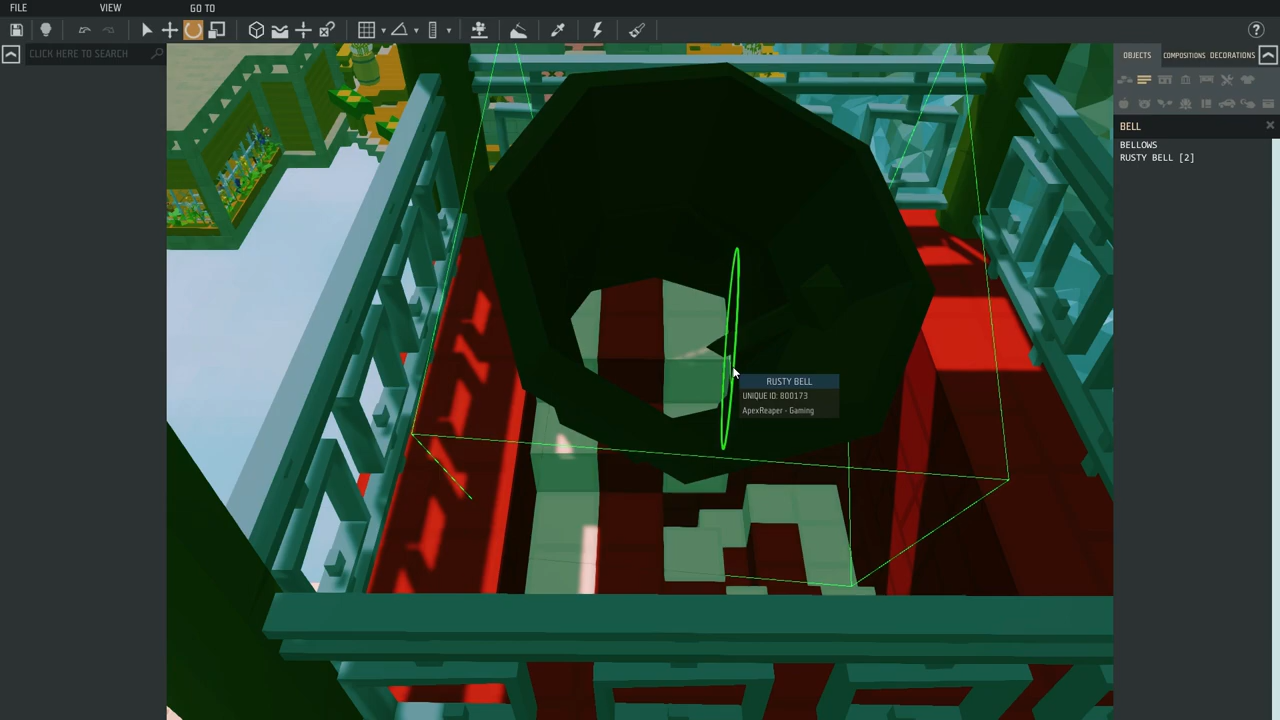 FILE VIEW GO TO
CLICK HERE TO SEARCH
OBJECTS COMPOSITIONS DECORATIONS
BELL
BELLOWS
RUSTY BELL [2]
RUSTY BELL
UNIQUE ID: 800173
ApexReaper - Gaming